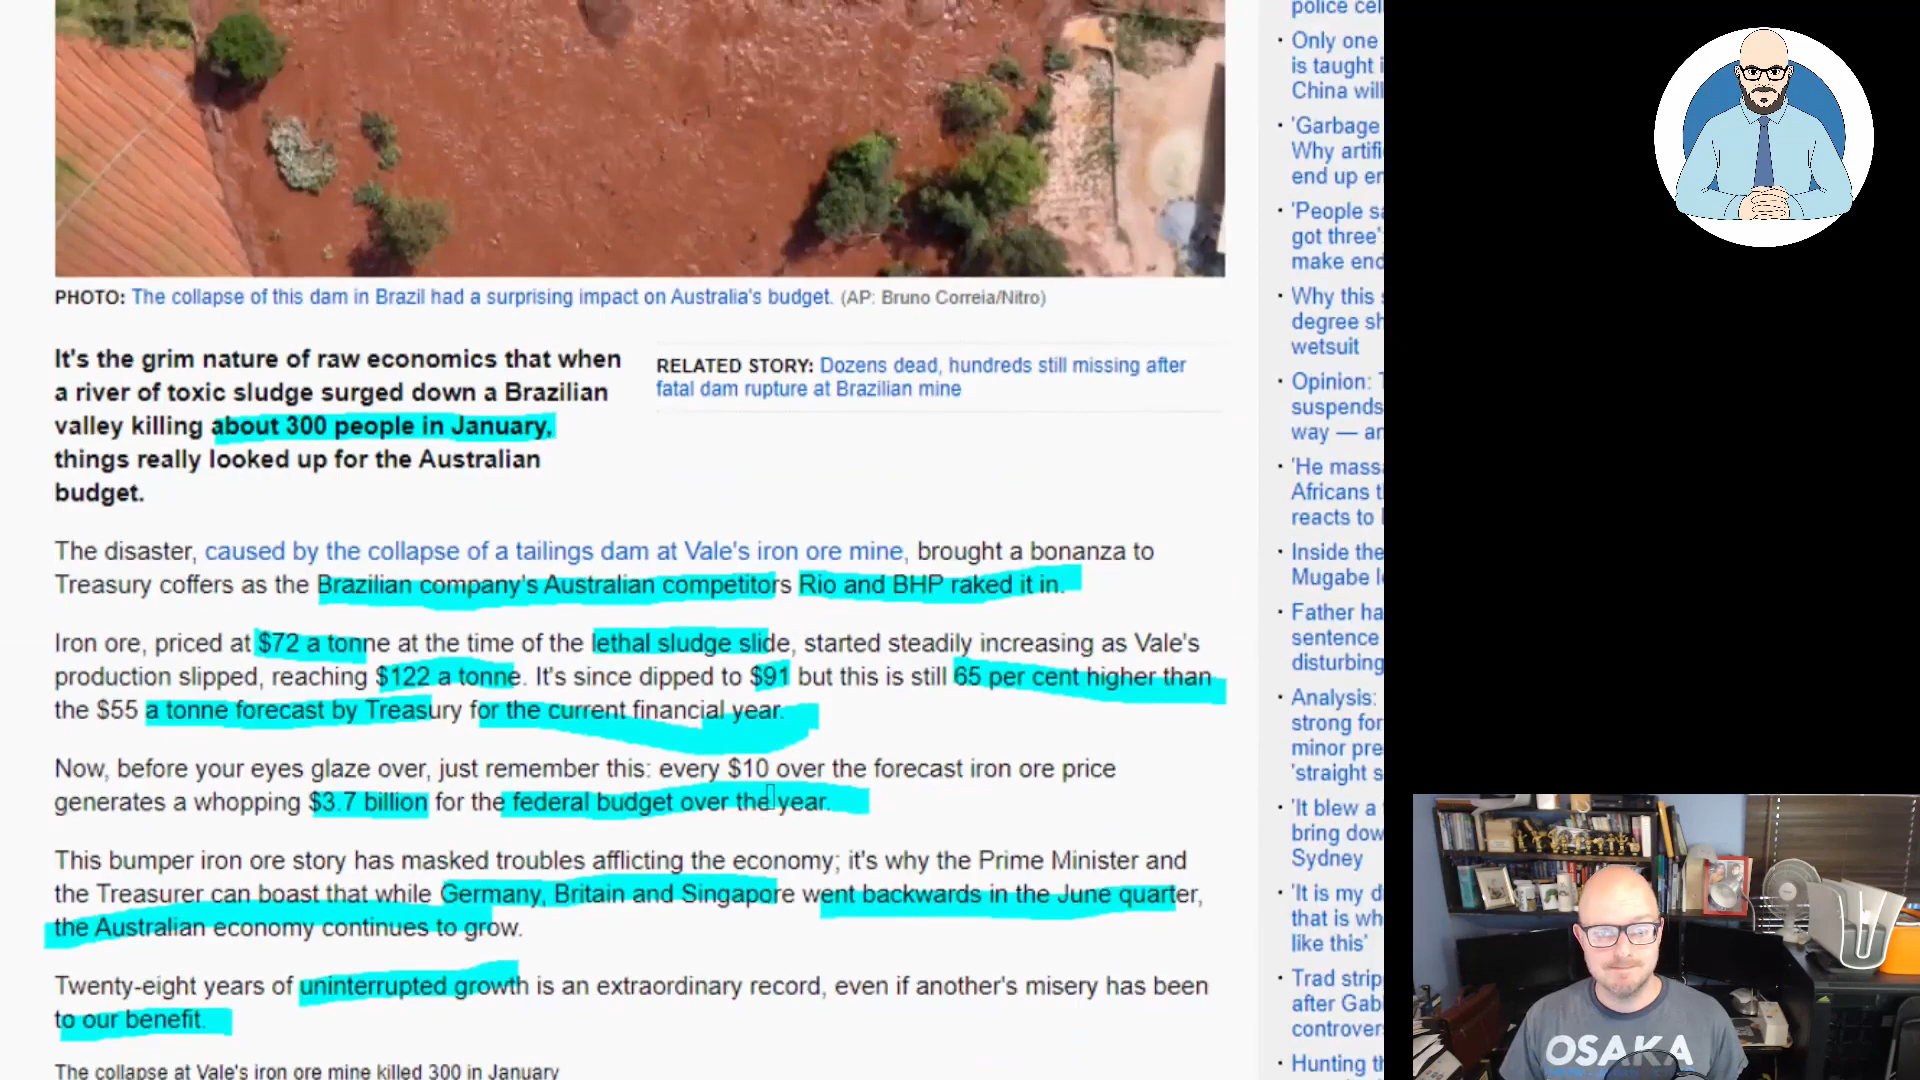 PHOTO: The collapse of this dam in Brazil had a surprising impact on Australia's budget. (AP: Bruno Correia/Nitro)
It's the grim nature of raw economics that when
a river of toxic sludge surged down a Brazilian
valley killing about 300 people in January,
things really looked up for the Australian
budget.
RELATED STORY: Dozens dead, hundreds still missing after
fatal dam rupture at Brazilian mine
The disaster, caused by the collapse of a tailings dam at Vale's iron ore mine, brought a bonanza to
Treasury coffers as the Brazilian company's Australian competitors Rio and BHP raked it in.
Iron ore, priced at $72 a tonne at the time of the lethal sludge slide, started steadily increasing as Vale's
production slipped, reaching $122 a tonne. It's since dipped to $91 but this is still 65 per cent higher than
the $55 a tonne forecast by Treasury for the current financial year.
Now, before your eyes glaze over, just remember this: every $10 over the forecast iron ore price
generates a whopping $3.7 billion for the federal budget over the year.
This bumper iron ore story has masked troubles afflicting the economy; it's why the Prime Minister and
the Treasurer can boast that while Germany, Britain and Singapore went backwards in the June quarter,
the Australian economy continues to grow.
Twenty-eight years of uninterrupted growth is an extraordinary record, even if another's misery has been
to our benefit.
The collapse at Vale's iron ore mine killed 300 in January
police cel
Only one
is taught i
China will
'Garbage
Why artifi
end up en
'People sa
got three'
make end
Why this
degree sh
wetsuit
Opinion:
suspends
way — an
'He mass
Africans t
reacts to
Inside the
Mugabe l
Father ha
sentence
disturbing
Analysis:
strong for
minor pre
'straight s
'It blew a
bring dow
Sydney
'It is my d
that is wh
like this'
Trad strip
after Gab
controver
Hunting th
OSAKA